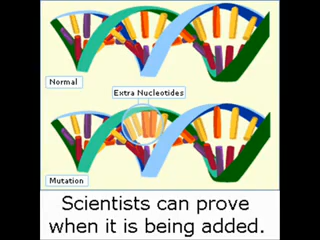 Normal
Extra Nucleotides
Mutation
Scientists can prove
when it is being added.